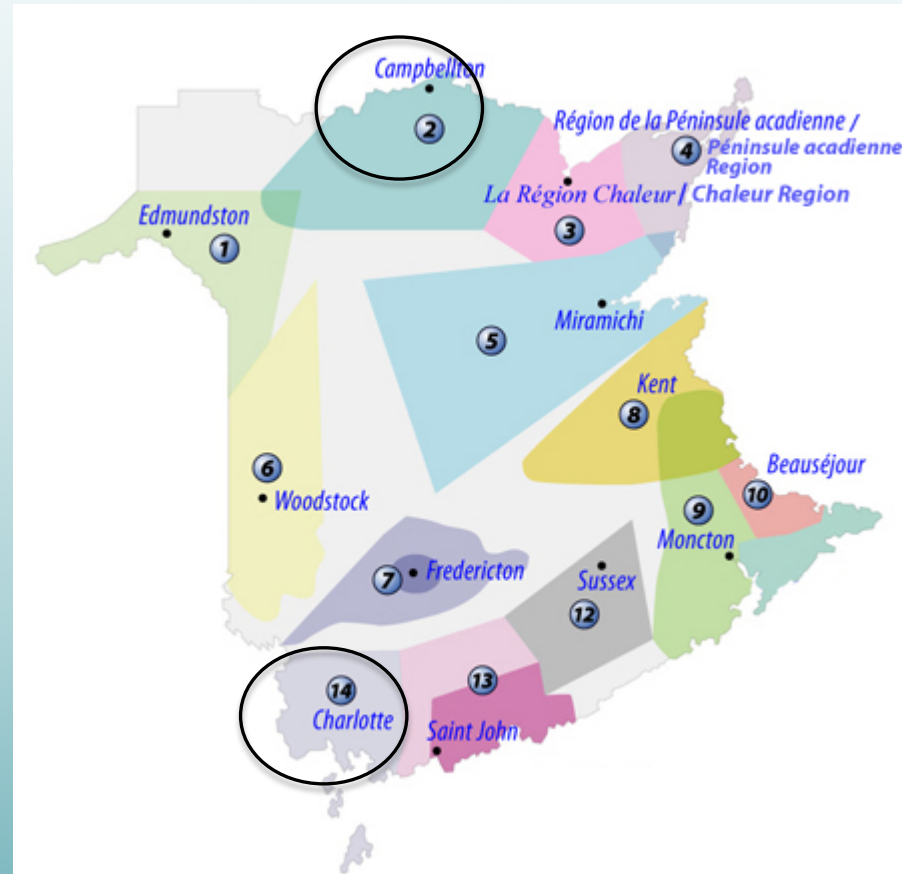 Campbellton
2
Région de la Péninsule acadienne /
4 Péninsule acadienne
Region
La Région Chaleur / Chaleur Region
3
Edmundston
1
Miramichi
5
Kent
8
Beauséjour
10
6
Woodstock
9
Moncton
7 Fredericton
Sussex
12
14
Charlotte
13
Saint John